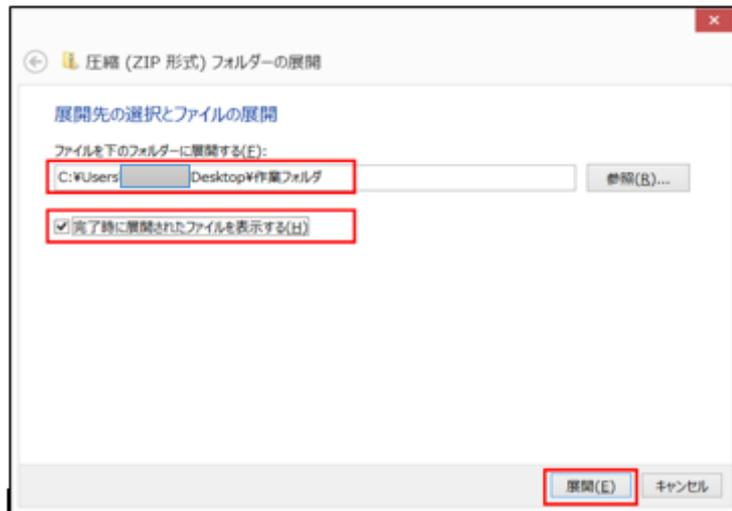 圧縮 (ZIP 形式) フォルダーの展開
展開先の選択とファイルの展開
ファイルを下のフォルダーに展開する(F):
C:¥Users Desktop¥作業フォルダ
参照(R)...
完了時に展開されたファイルを表示する(H)
展開(E) キャンセル